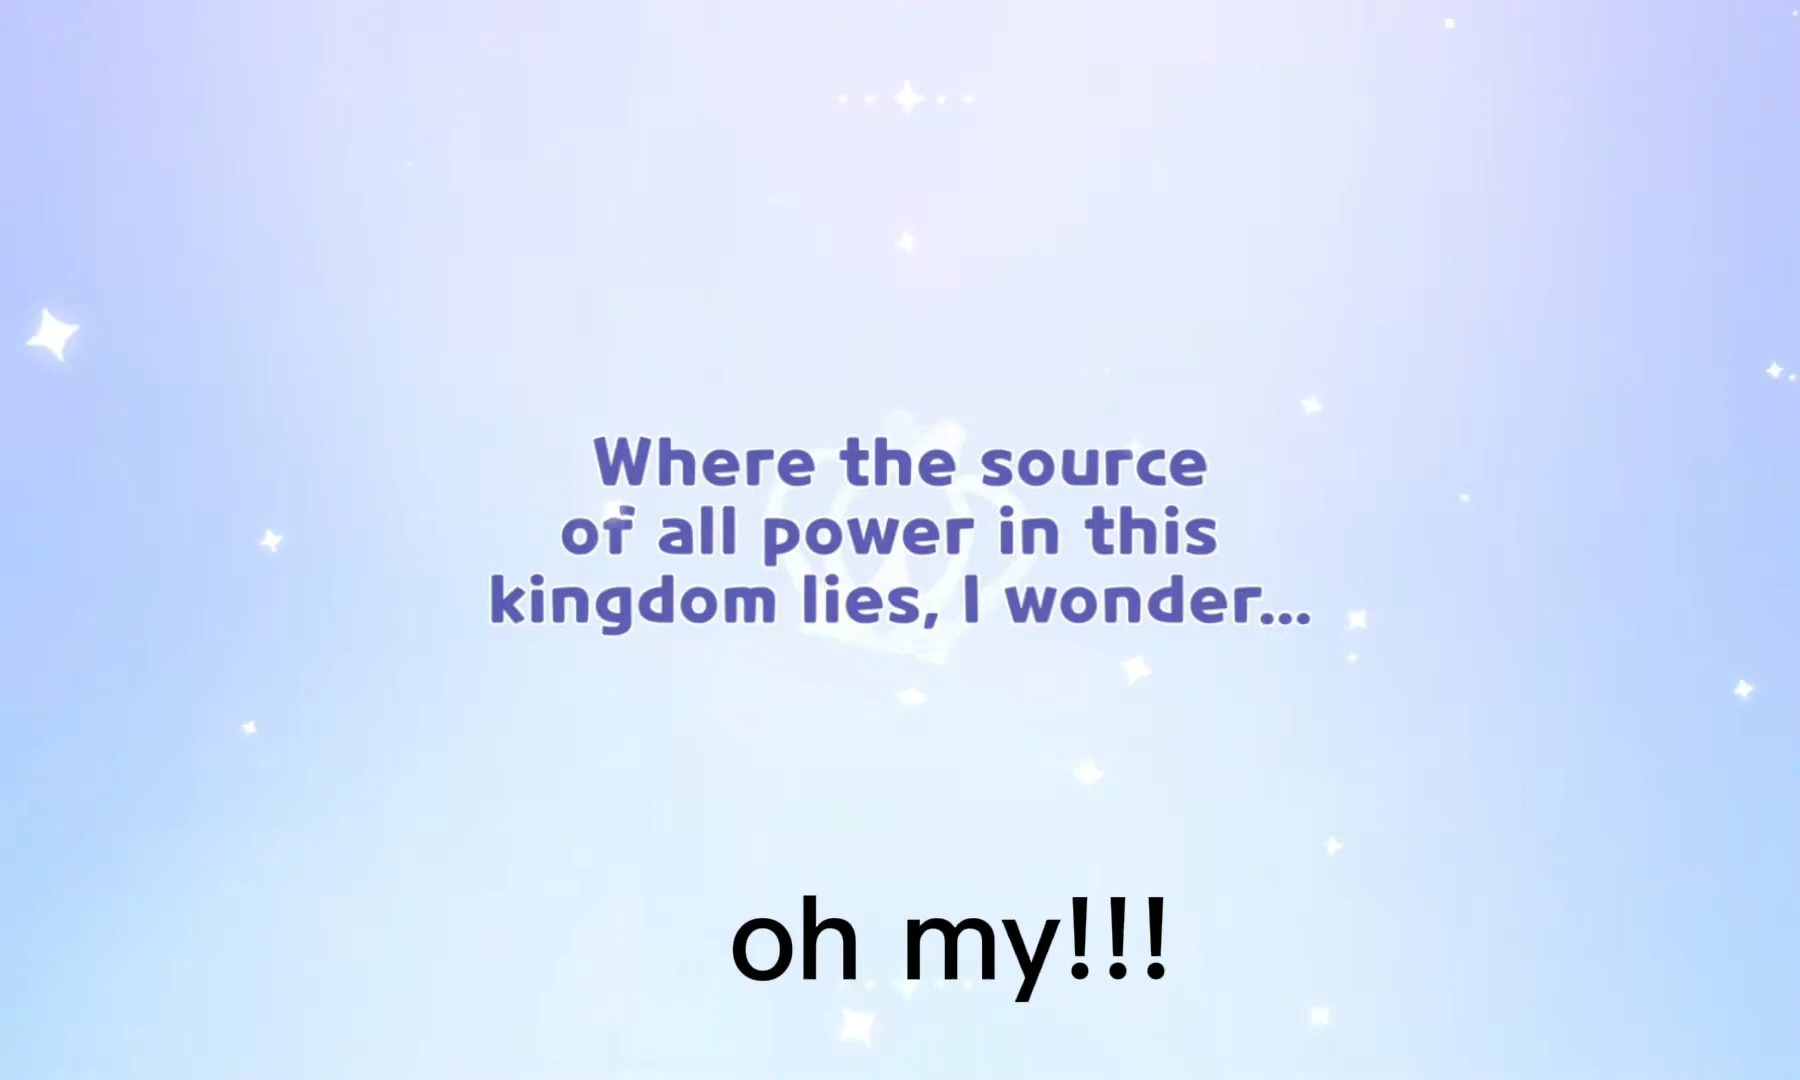 Where the source
of all power in this
kingdom lies, I wonder...
oh my!!!